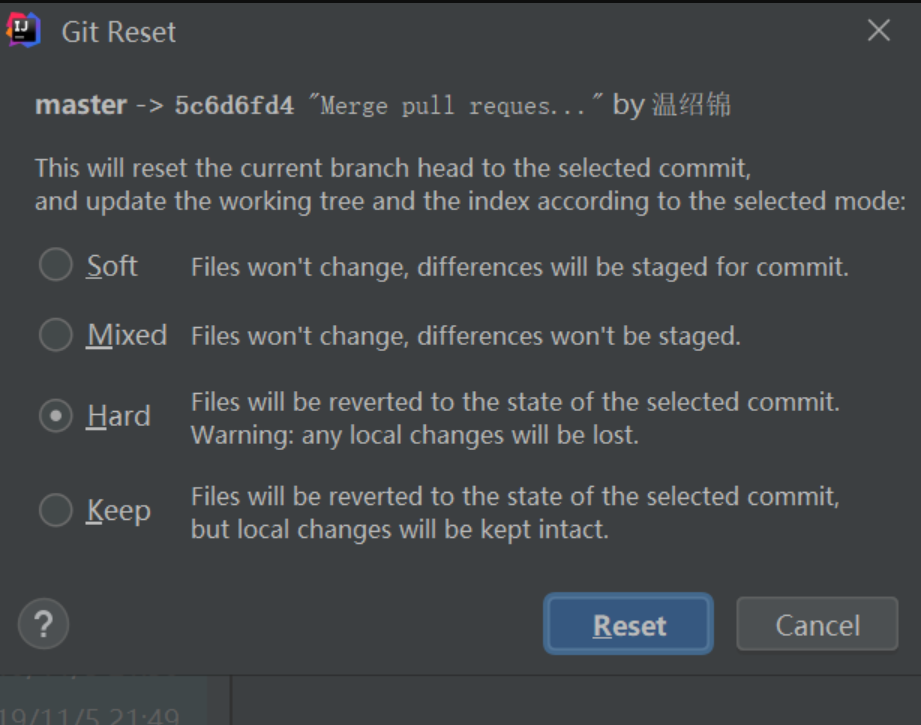 IJ
Git Reset
master -> 5c6d6fd4 "Merge pull reques..." by 温绍锦
This will reset the current branch head to the selected commit,
and update the working tree and the index according to the selected mode:
Soft Files won't change, differences will be staged for commit.
Mixed Files won't change, differences won't be staged.
Hard Files will be reverted to the state of the selected commit.
Warning: any local changes will be lost.
Keep Files will be reverted to the state of the selected commit,
but local changes will be kept intact.
? Reset Cancel
19/11/5 21:49